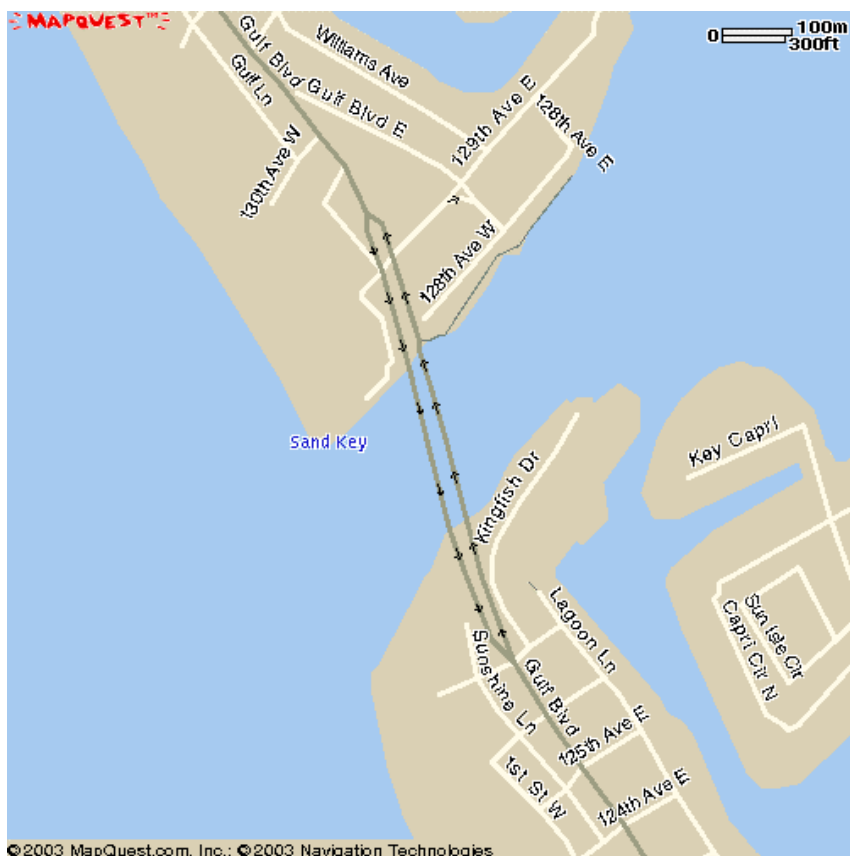 MAPQUEST™
0 100m
300ft
Gulf Blvd
Williams Ave
Gulf Ln
Gulf Blvd E
129th Ave E
128th Ave E
130th Ave W
128th Ave W
Sand Key
Key Capri
Kingfish Dr
Lagoon Ln
Sun Isle Cir
Capri Cir N
Sunshine Ln
Gulf Blvd
125th Ave E
1st St W
124th Ave E
©2003 MapQuest.com, Inc.; ©2003 Navigation Technologies